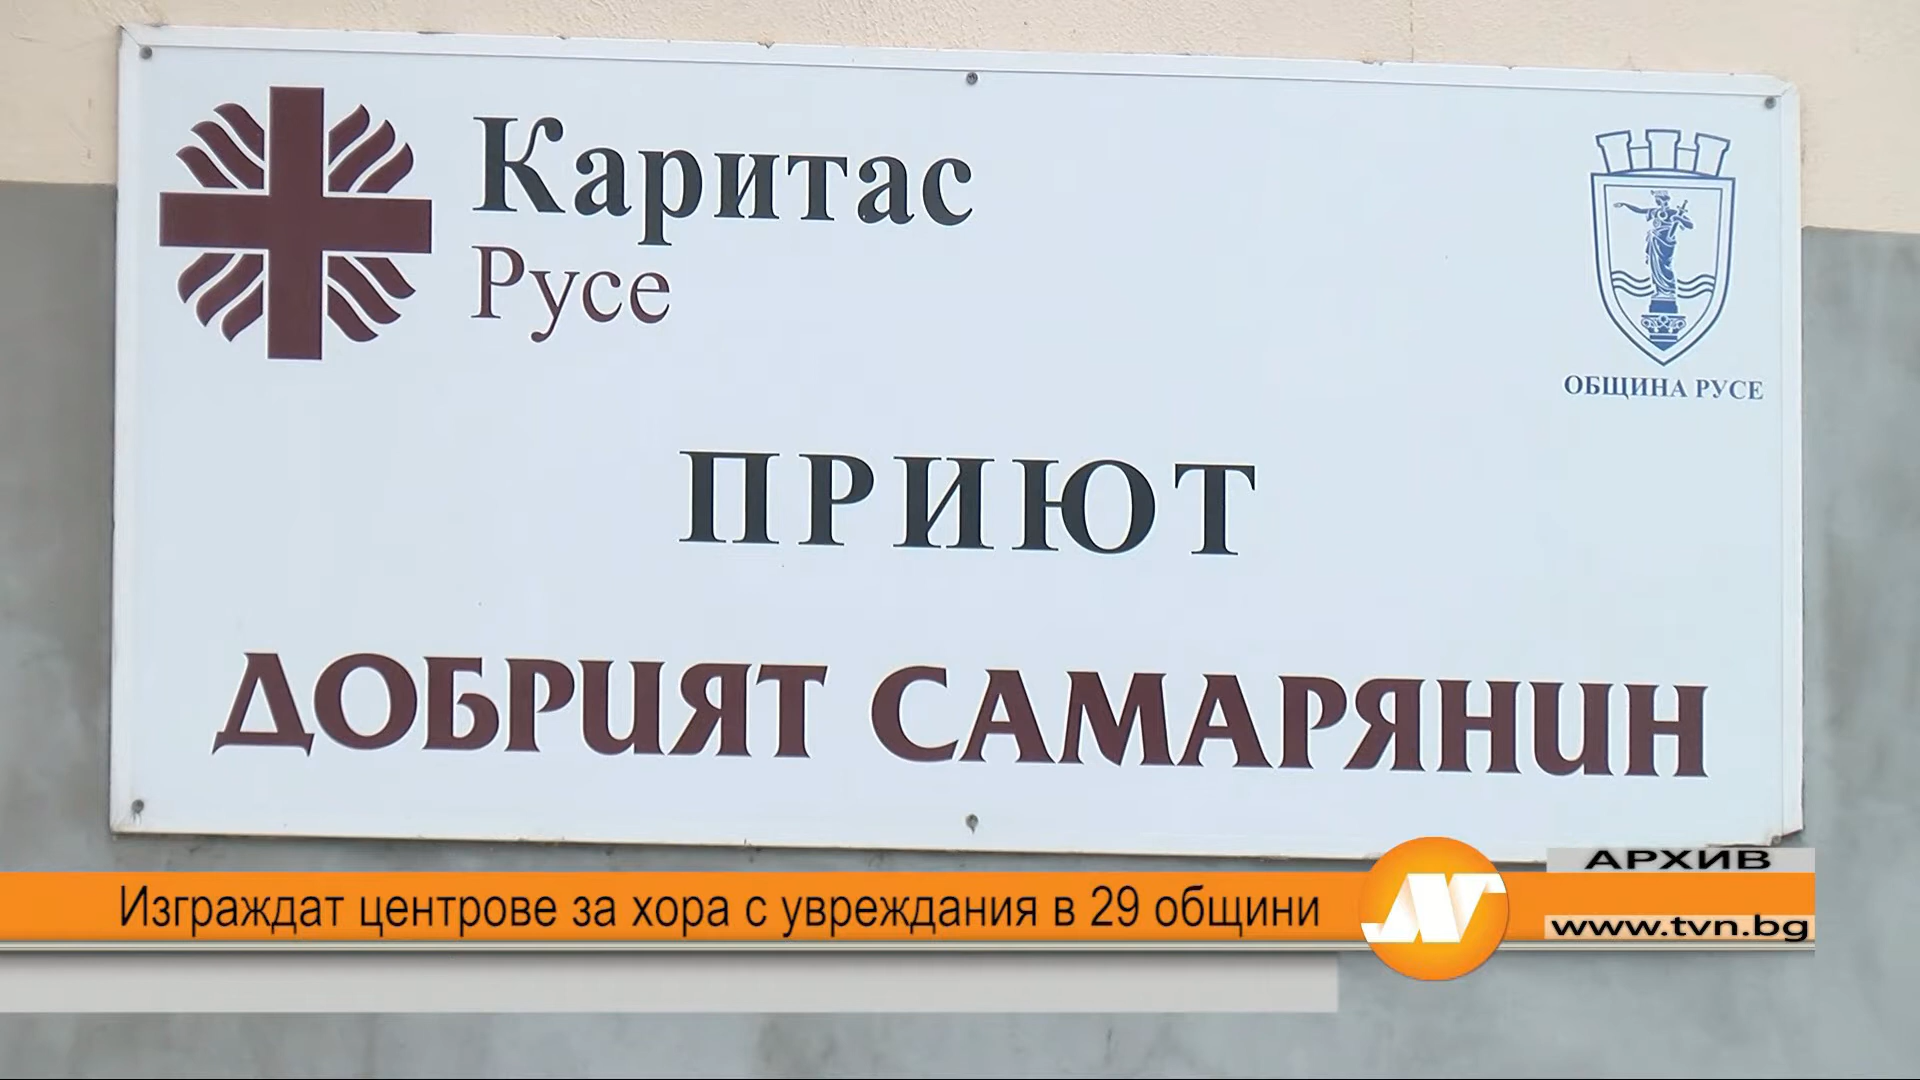 Каритас
Русе
ОБЩИНА РУСЕ
ПРИЮТ
ДОБРИЯТ САМАРЯНИН
Изграждат центрове за хора с увреждания в 29 общини
АРХИВ
www.tvn.bg